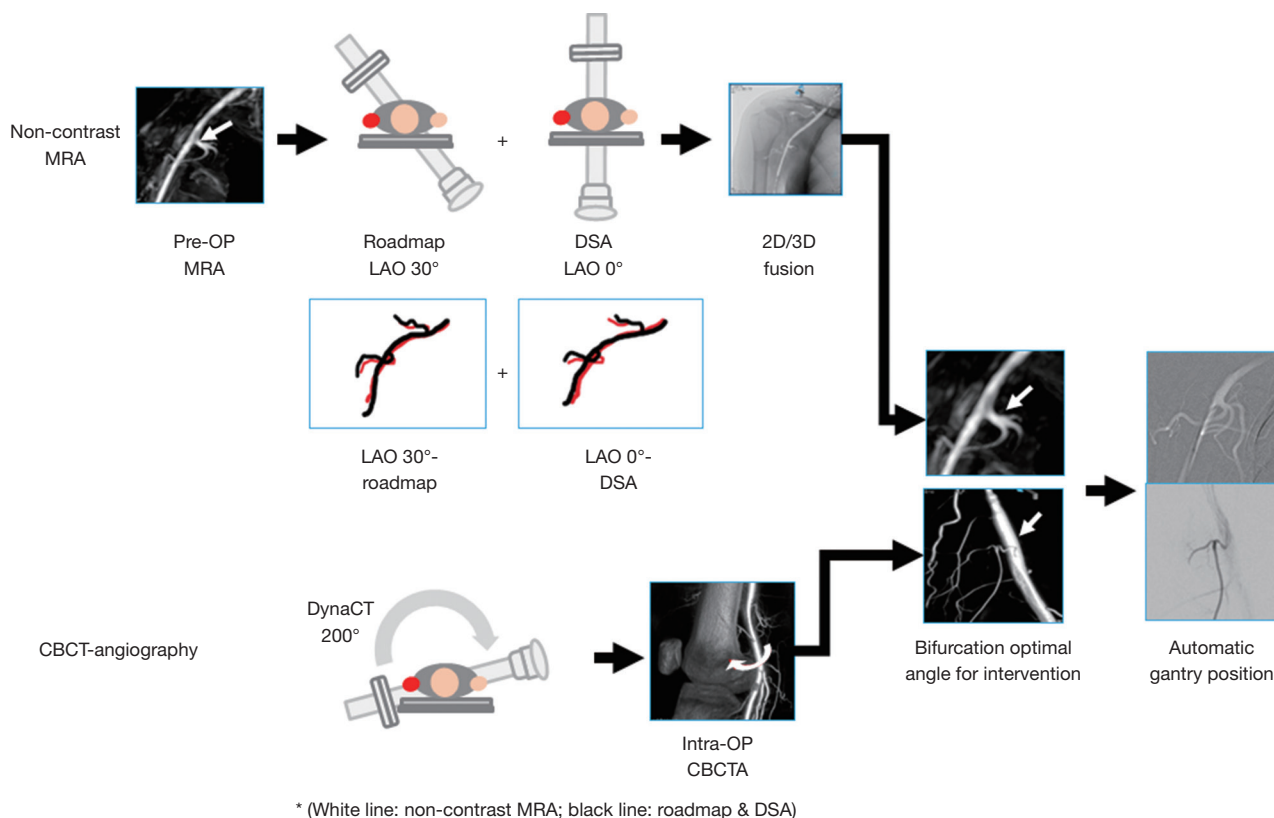 Non-contrast
MRA
Pre-OP
MRA
Roadmap
LAO 30°
+
DSA
LAO 0°
2D/3D
fusion
+
LAO 30°-
roadmap
LAO 0°-
DSA
CBCT-angiography
DynaCT
200°
Intra-OP
CBCTA
Bifurcation optimal
angle for intervention
Automatic
gantry position
* (White line: non-contrast MRA; black line: roadmap & DSA)